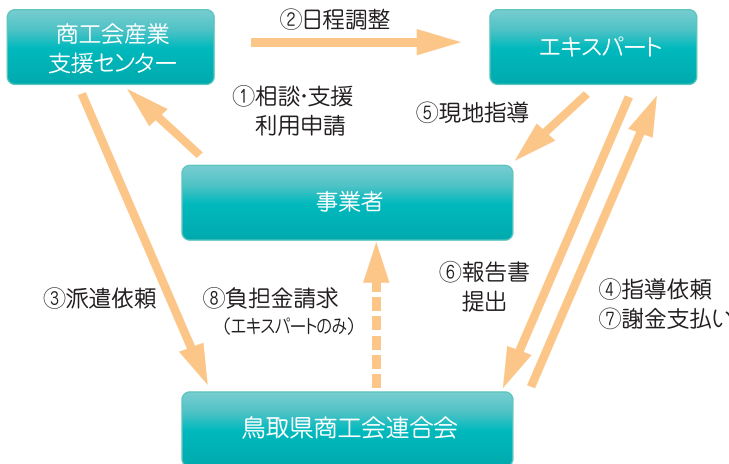 商工会産業
支援センター
②日程調整
エキスパート
①相談・支援
利用申請
⑤現地指導
事業者
③派遣依頼
⑧負担金請求
（エキスパートのみ）
⑥報告書
提出
④指導依頼
⑦謝金支払い
鳥取県商工会連合会